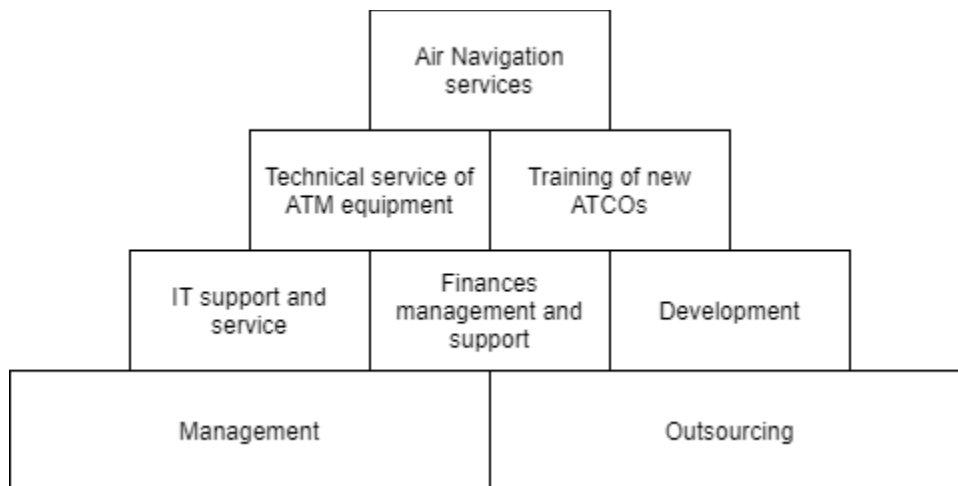 Air Navigation
services
Technical service of
ATM equipment
Training of new
ATCOs
IT support and
service
Finances
management and
support
Development
Management
Outsourcing